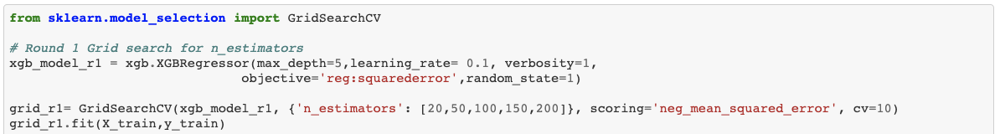 from sklearn.model_selection import GridSearchCV
# Round 1 Grid search for n_estimators
xgb_model_r1 = xgb.XGBRegressor(max_depth=5,learning_rate= 0.1, verbosity=1,
objective='reg:squarederror',random_state=1)
grid_r1= GridSearchCV(xgb_model_r1, {'n_estimators': [20,50,100,150,200]}, scoring='neg_mean_squared_error', cv=10)
grid_r1.fit(X_train,y_train)